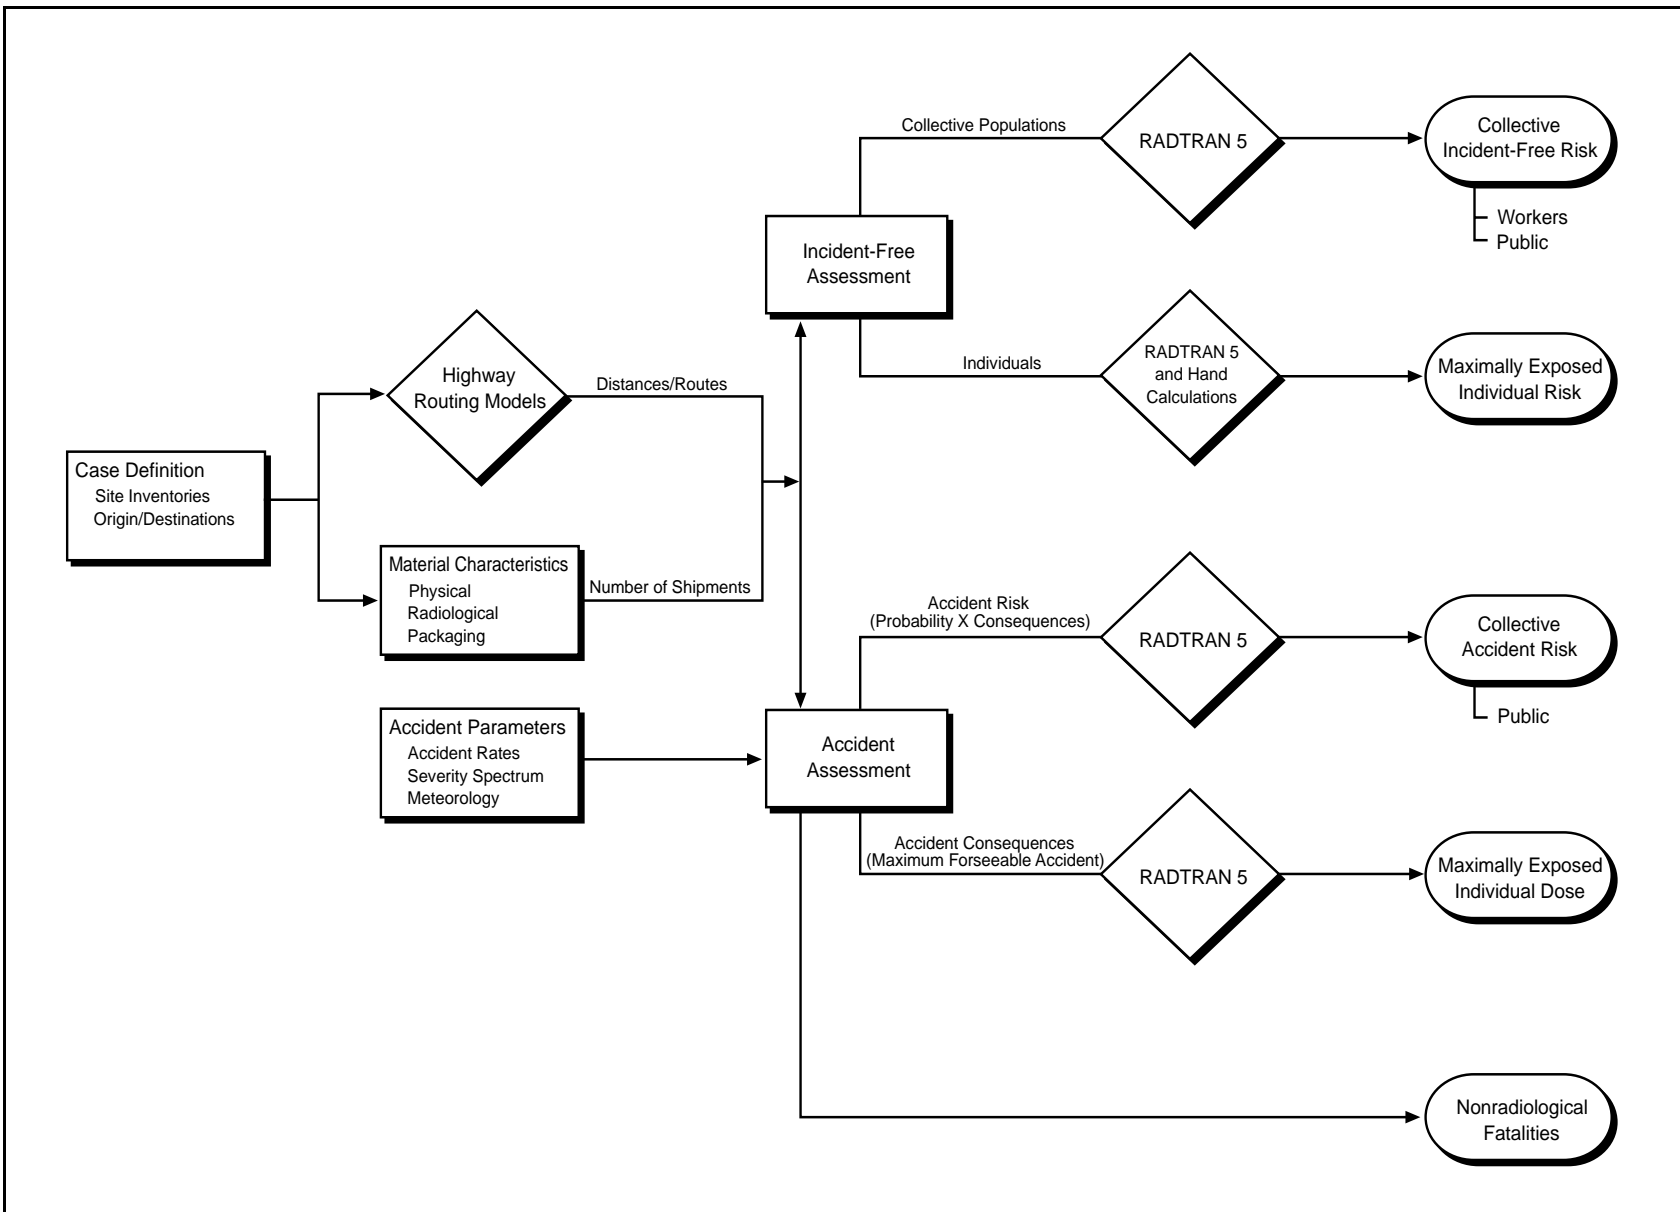 Case Definition
Site Inventories
Origin/Destinations
Highway
Routing Models
Distances/Routes
Material Characteristics
Physical
Radiological
Packaging
Number of Shipments
Accident Parameters
Accident Rates
Severity Spectrum
Meteorology
Incident-Free
Assessment
Collective Populations
RADTRAN 5
Collective
Incident-Free Risk
Workers
Public
Individuals
RADTRAN 5
and Hand
Calculations
Maximally Exposed
Individual Risk
Accident
Assessment
Accident Risk
(Probability X Consequences)
RADTRAN 5
Collective
Accident Risk
Public
Accident Consequences
(Maximum Forseeable Accident)
RADTRAN 5
Maximally Exposed
Individual Dose
Nonradiological
Fatalities